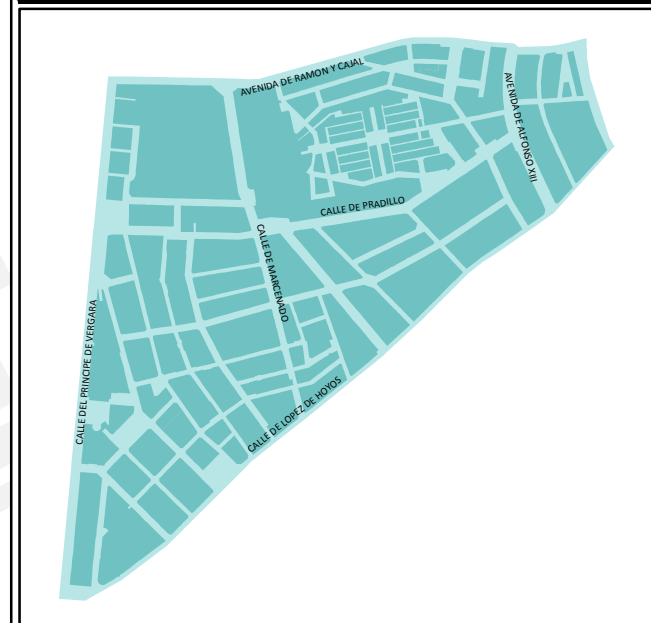 AVENIDA DE RAMON Y CAJAL
AVENIDA DE ALFONSO XIII
CALLE DE PRADILLO
CALLE DE MARCENADO
CALLE DEL PRINCIPE DE VERGARA
CALLE DE LOPEZ DE HOYOS